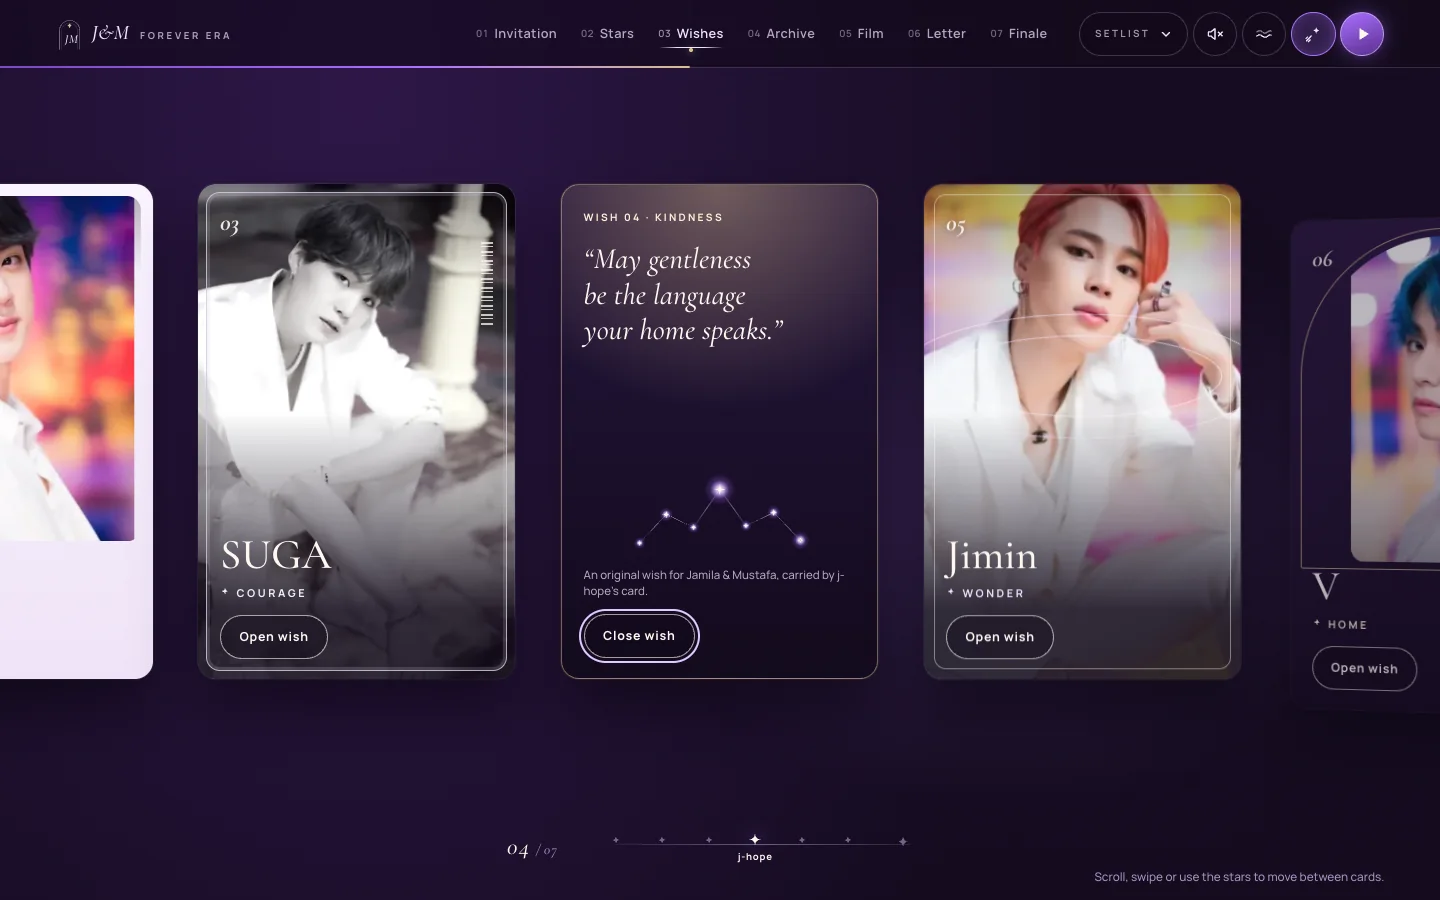 JM J&M FOREVER ERA
01 Invitation 02 Stars 03 Wishes 04 Archive 05 Film 06 Letter 07 Finale
SETLIST
03
SUGA
COURAGE
Open wish
WISH 04 · KINDNESS
“May gentleness
be the language
your home speaks.”
An original wish for Jamila & Mustafa, carried by j-
hope's card.
Close wish
05
Jimin
WONDER
Open wish
06
V
HOME
Open wish
04 / 07
j-hope
Scroll, swipe or use the stars to move between cards.